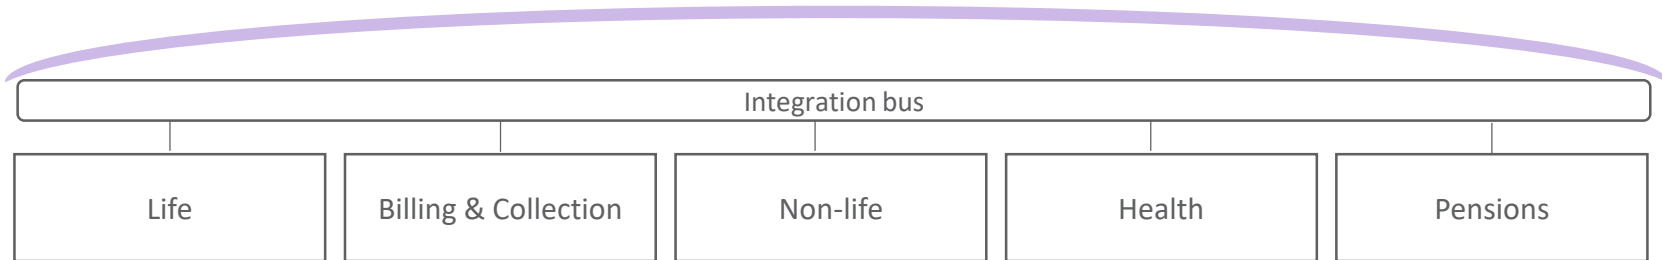 Integration bus
Life
Billing & Collection
Non-life
Health
Pensions